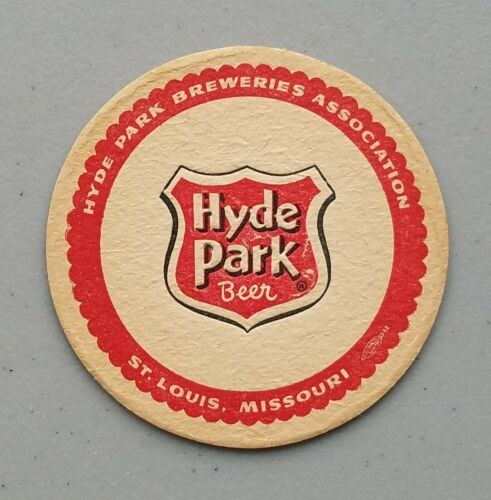 HYDE PARK BREWERIES ASSOCIATION
Hyde
Park
Beer
®
ST. LOUIS, MISSOURI